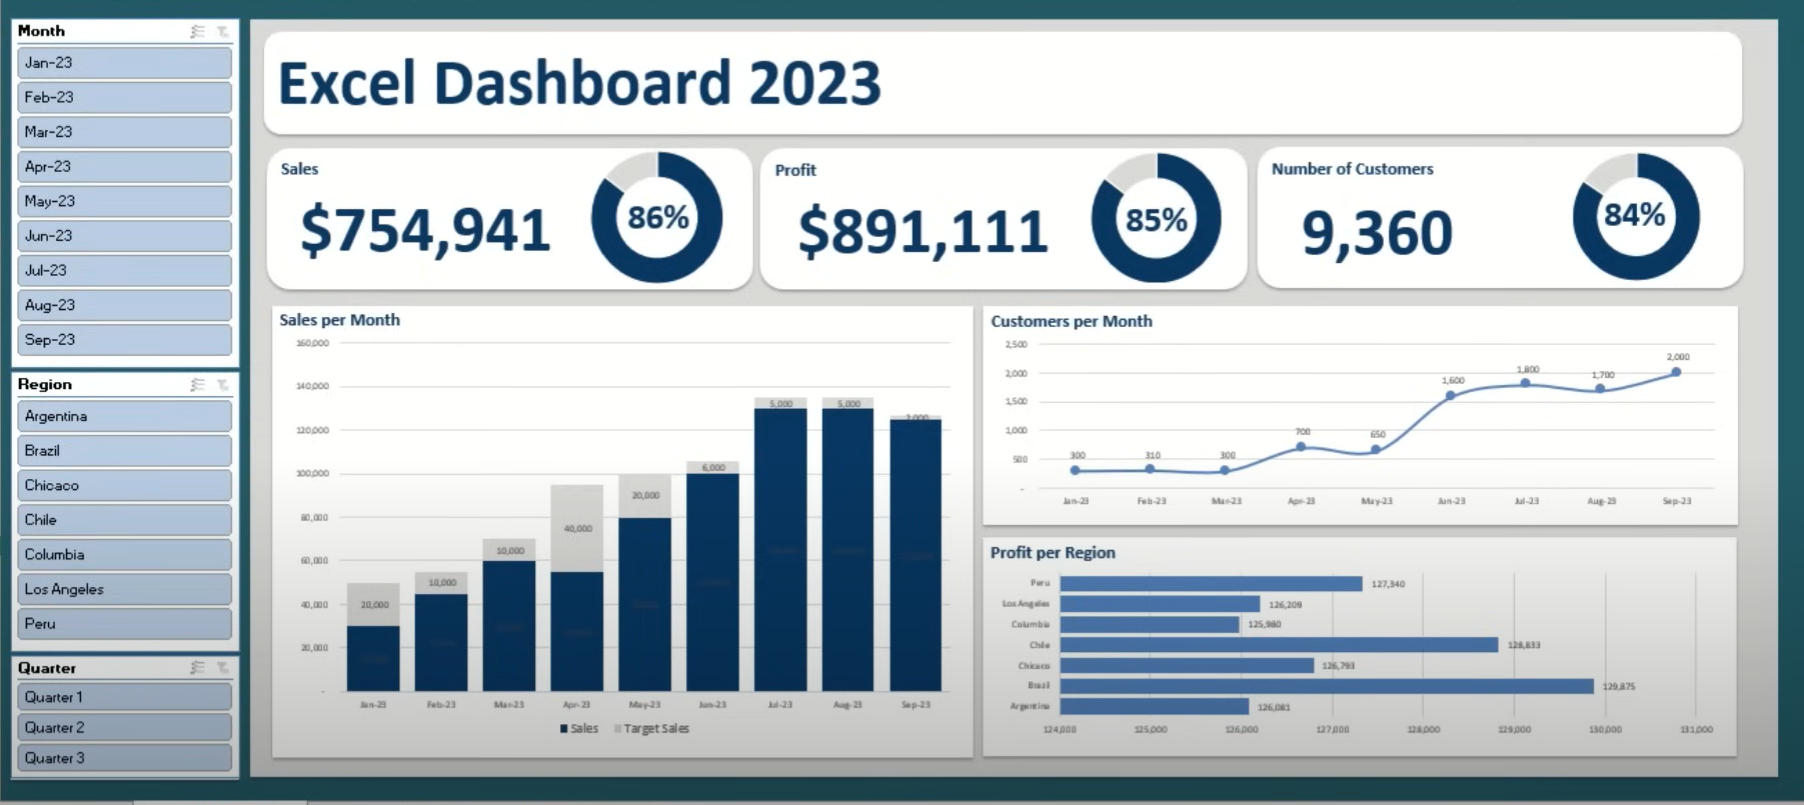 Month
Jan-23
Feb-23
Mar-23
Apr-23
May-23
Jun-23
Jul-23
Aug-23
Sep-23
Region
Argentina
Brazil
Chicaco
Chile
Columbia
Los Angeles
Peru
Quarter
Quarter 1
Quarter 2
Quarter 3
Excel Dashboard 2023
Sales
$754,941
86%
Profit
$891,111
85%
Number of Customers
9,360
84%
Sales per Month
160,000
140,000
120,000
100,000
80,000
60,000
40,000
20,000
-
20,000
10,000
10,000
40,000
20,000
6,000
5,000
5,000
2,000
Jan-23 Feb-23 Mar-23 Apr-23 May-23 Jun-23 Jul-23 Aug-23 Sep-23
Sales Target Sales
Customers per Month
2,500
2,000
1,500
1,000
500
-
300 310 300 700 650 1,600 1,800 1,700 2,000
Jan-23 Feb-23 Mar-23 Apr-23 May-23 Jun-23 Jul-23 Aug-23 Sep-23
Profit per Region
Peru 127,340
Los Angeles 126,209
Columbia 125,980
Chile 128,833
Chicaco 126,793
Brazil 129,875
Argentina 126,081
124,000 125,000 126,000 127,000 128,000 129,000 130,000 131,000